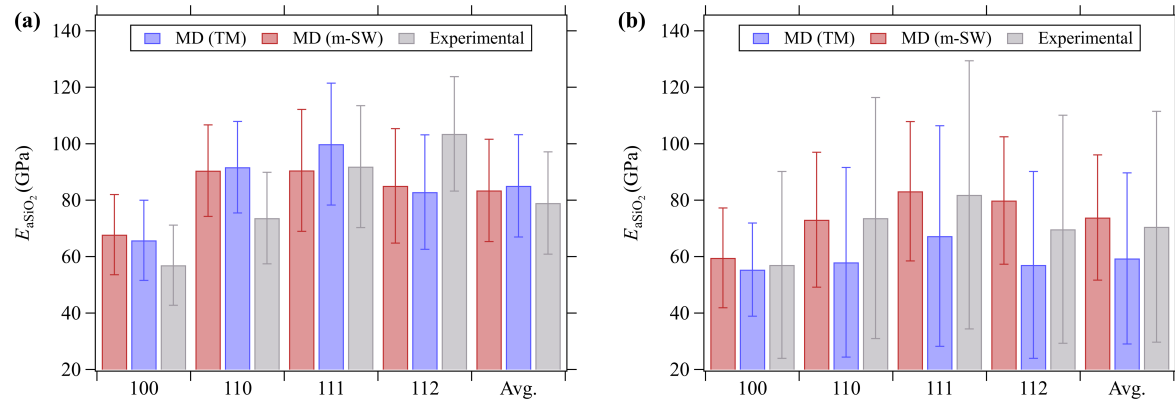 (a)
MD (TM) MD (m-SW) Experimental
140
120
100
80
60
40
20
E_aSiO₂ (GPa)
100 110 111 112 Avg.
(b)
MD (TM) MD (m-SW) Experimental
140
120
100
80
60
40
20
E_aSiO₂ (GPa)
100 110 111 112 Avg.